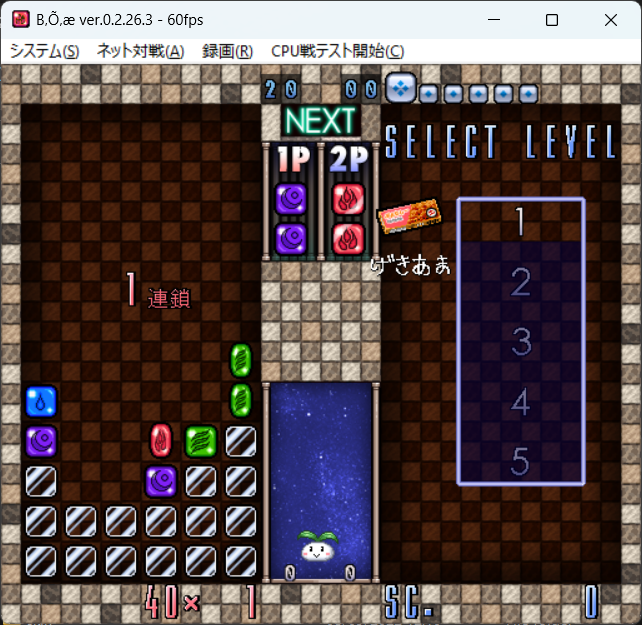 B,Õ,æ ver.0.2.26.3 - 60fps
システム(S) ネット対戦(A) 録画(R) CPU戦テスト開始(C)
20 00
NEXT
SELECT LEVEL
1P 2P
1
げきあま
2
1連鎖
3
4
5
0 0
40× 1
SC. 0